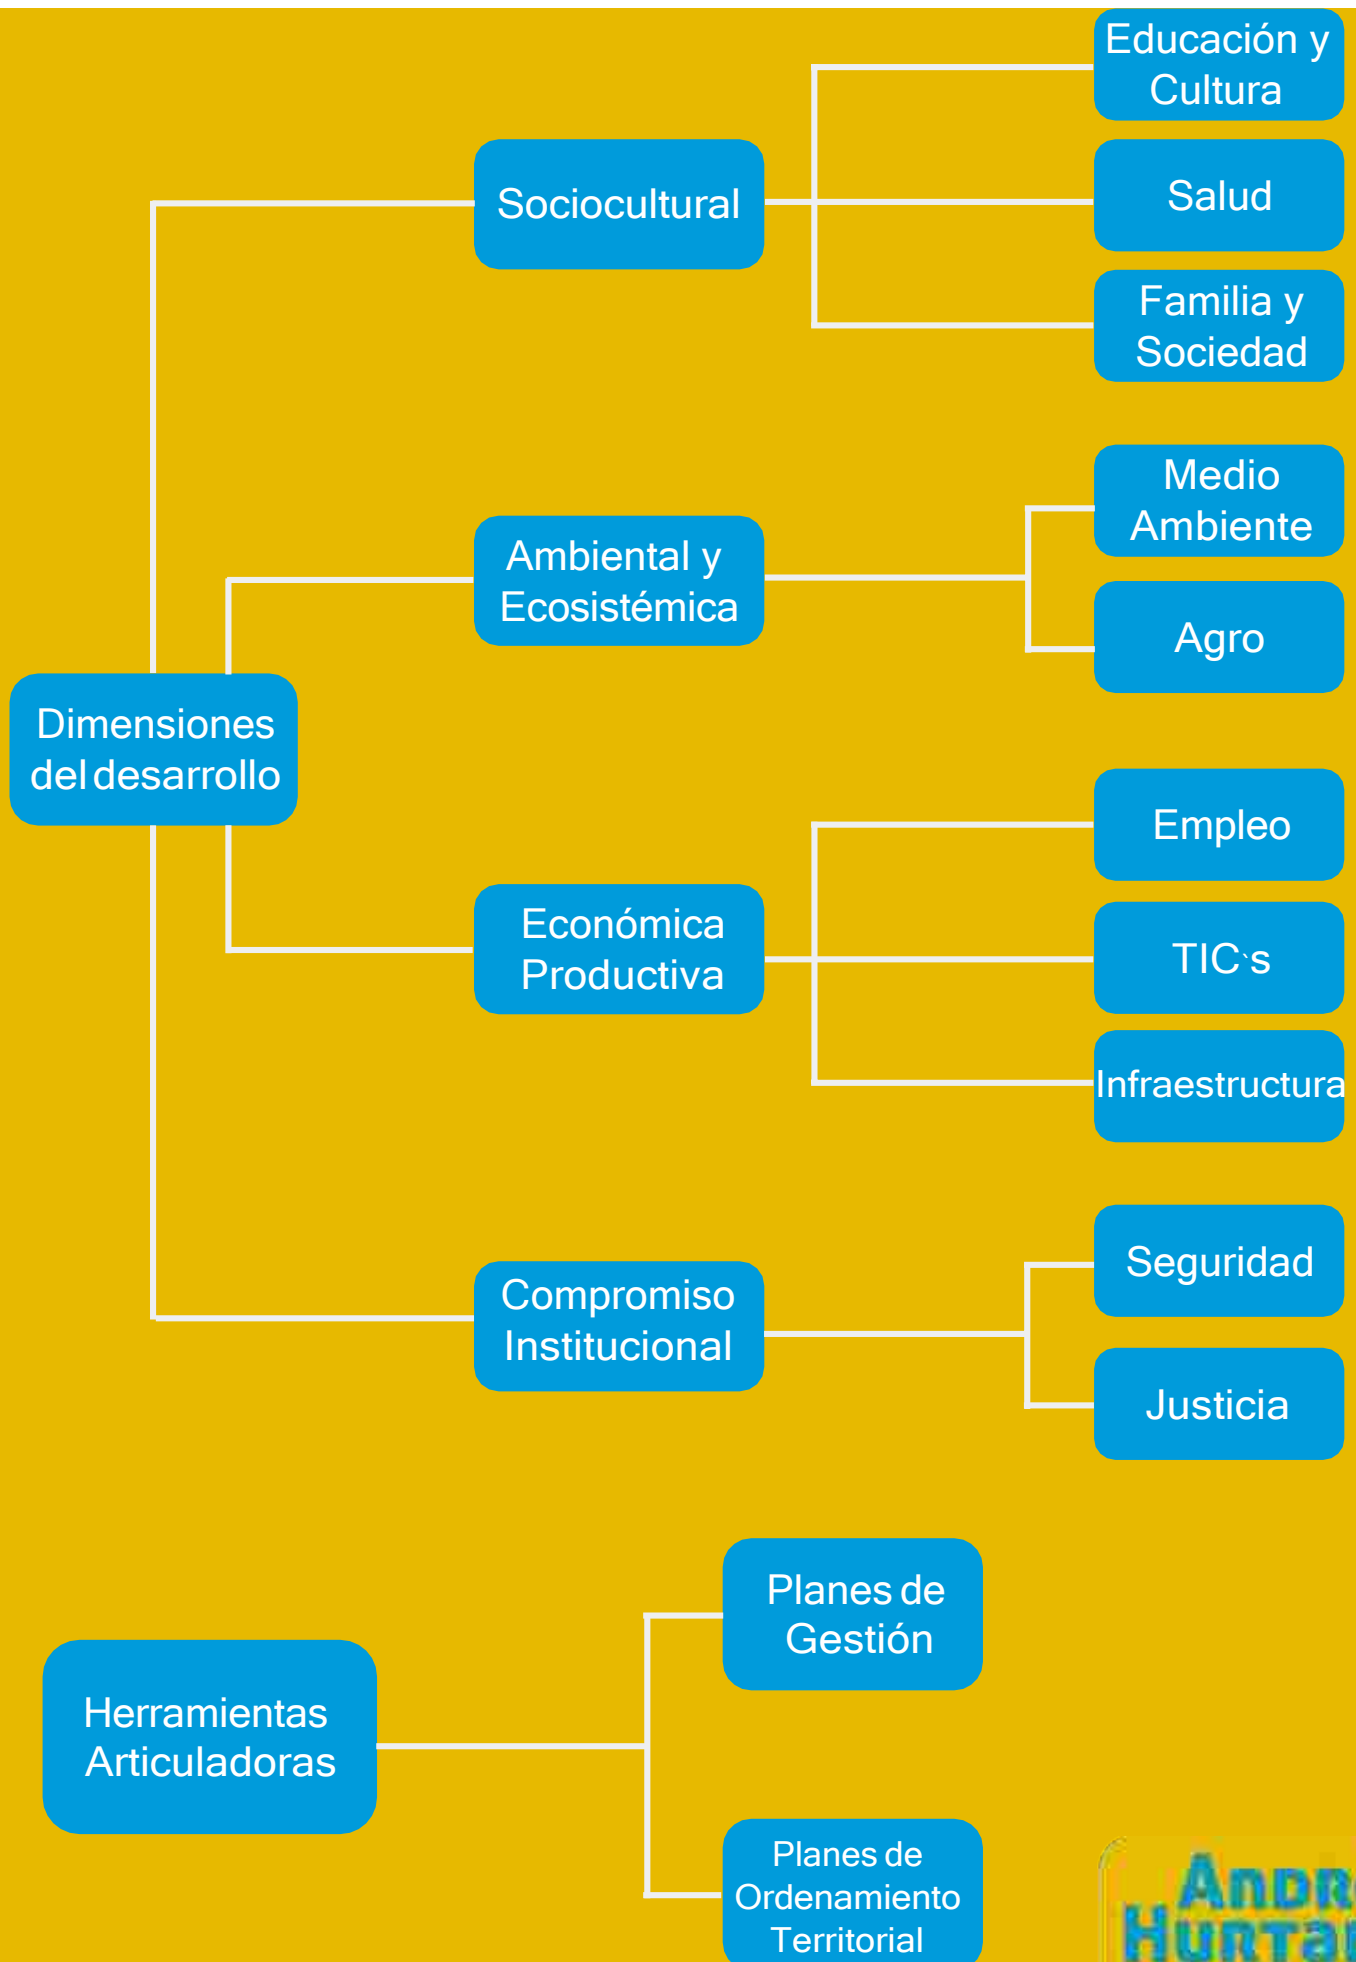 Educación y
Cultura
Sociocultural
Salud
Familia y
Sociedad
Medio
Ambiente
Ambiental y
Ecosistémica
Agro
Dimensiones
del desarrollo
Empleo
Económica
Productiva
TIC`s
Infraestructura
Seguridad
Compromiso
Institucional
Justicia
Planes de
Gestión
Herramientas
Articuladoras
Planes de
Ordenamiento
Territorial